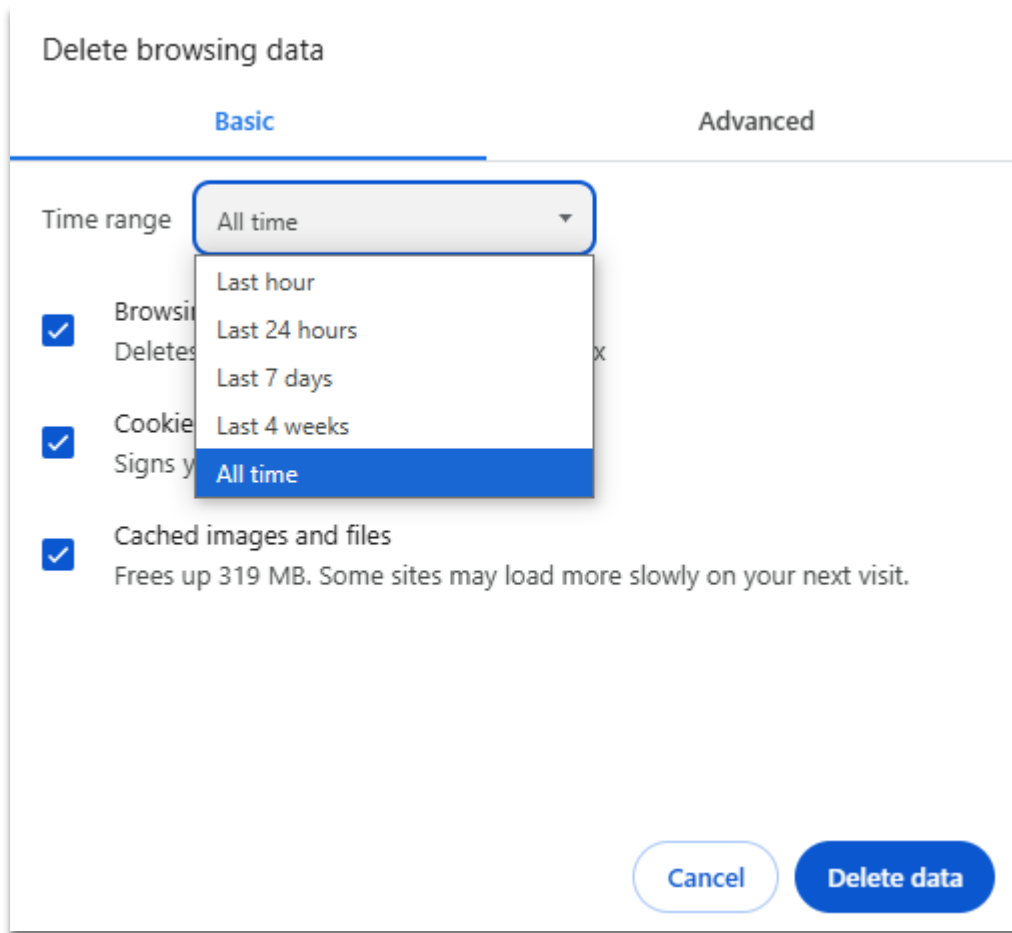 Delete browsing data
Basic Advanced
Time range All time
Last hour
Browsi
Last 24 hours
Deletes x
Last 7 days
Cookie
Last 4 weeks
Signs y
All time
Cached images and files
Frees up 319 MB. Some sites may load more slowly on your next visit.
Cancel Delete data